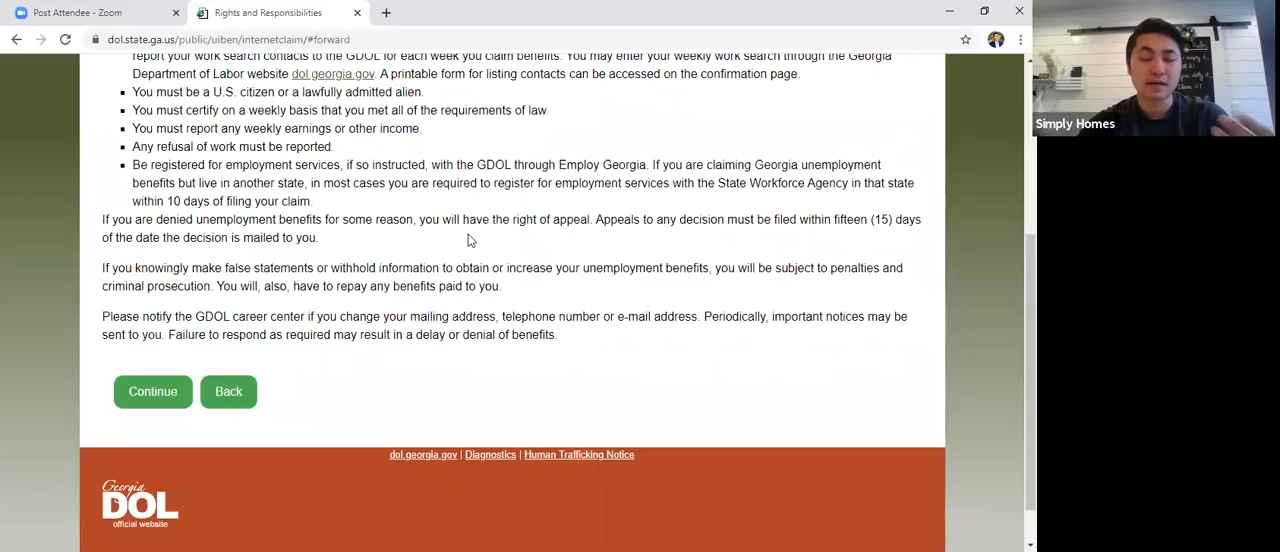 Post Attendee - Zoom
Rights and Responsibilities
dol.state.ga.us/public/uiben/internetclaim/#forward
report your work search contacts to the GDOL for each week you claim benefits. You may enter your weekly work search through the Georgia
Department of Labor website dol.georgia.gov. A printable form for listing contacts can be accessed on the confirmation page.
You must be a U.S. citizen or a lawfully admitted alien.
You must certify on a weekly basis that you met all of the requirements of law.
You must report any weekly earnings or other income.
Any refusal of work must be reported.
Be registered for employment services, if so instructed, with the GDOL through Employ Georgia. If you are claiming Georgia unemployment
benefits but live in another state, in most cases you are required to register for employment services with the State Workforce Agency in that state
within 10 days of filing your claim.
If you are denied unemployment benefits for some reason, you will have the right of appeal. Appeals to any decision must be filed within fifteen (15) days
of the date the decision is mailed to you.
If you knowingly make false statements or withhold information to obtain or increase your unemployment benefits, you will be subject to penalties and
criminal prosecution. You will, also, have to repay any benefits paid to you.
Please notify the GDOL career center if you change your mailing address, telephone number or e-mail address. Periodically, important notices may be
sent to you. Failure to respond as required may result in a delay or denial of benefits.
Continue Back
dol.georgia.gov | Diagnostics | Human Trafficking Notice
Georgia
DOL
official website
Simply Homes